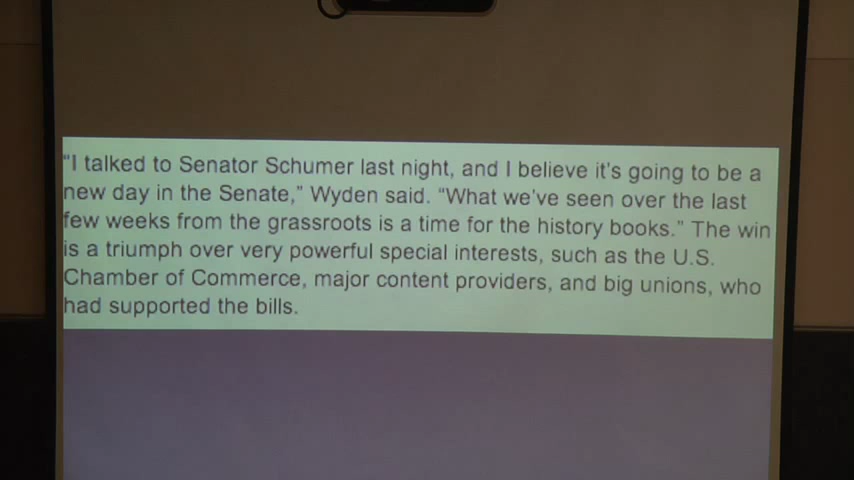 “I talked to Senator Schumer last night, and I believe it's going to be a
new day in the Senate,” Wyden said. “What we've seen over the last
few weeks from the grassroots is a time for the history books.” The win
is a triumph over very powerful special interests, such as the U.S.
Chamber of Commerce, major content providers, and big unions, who
had supported the bills.